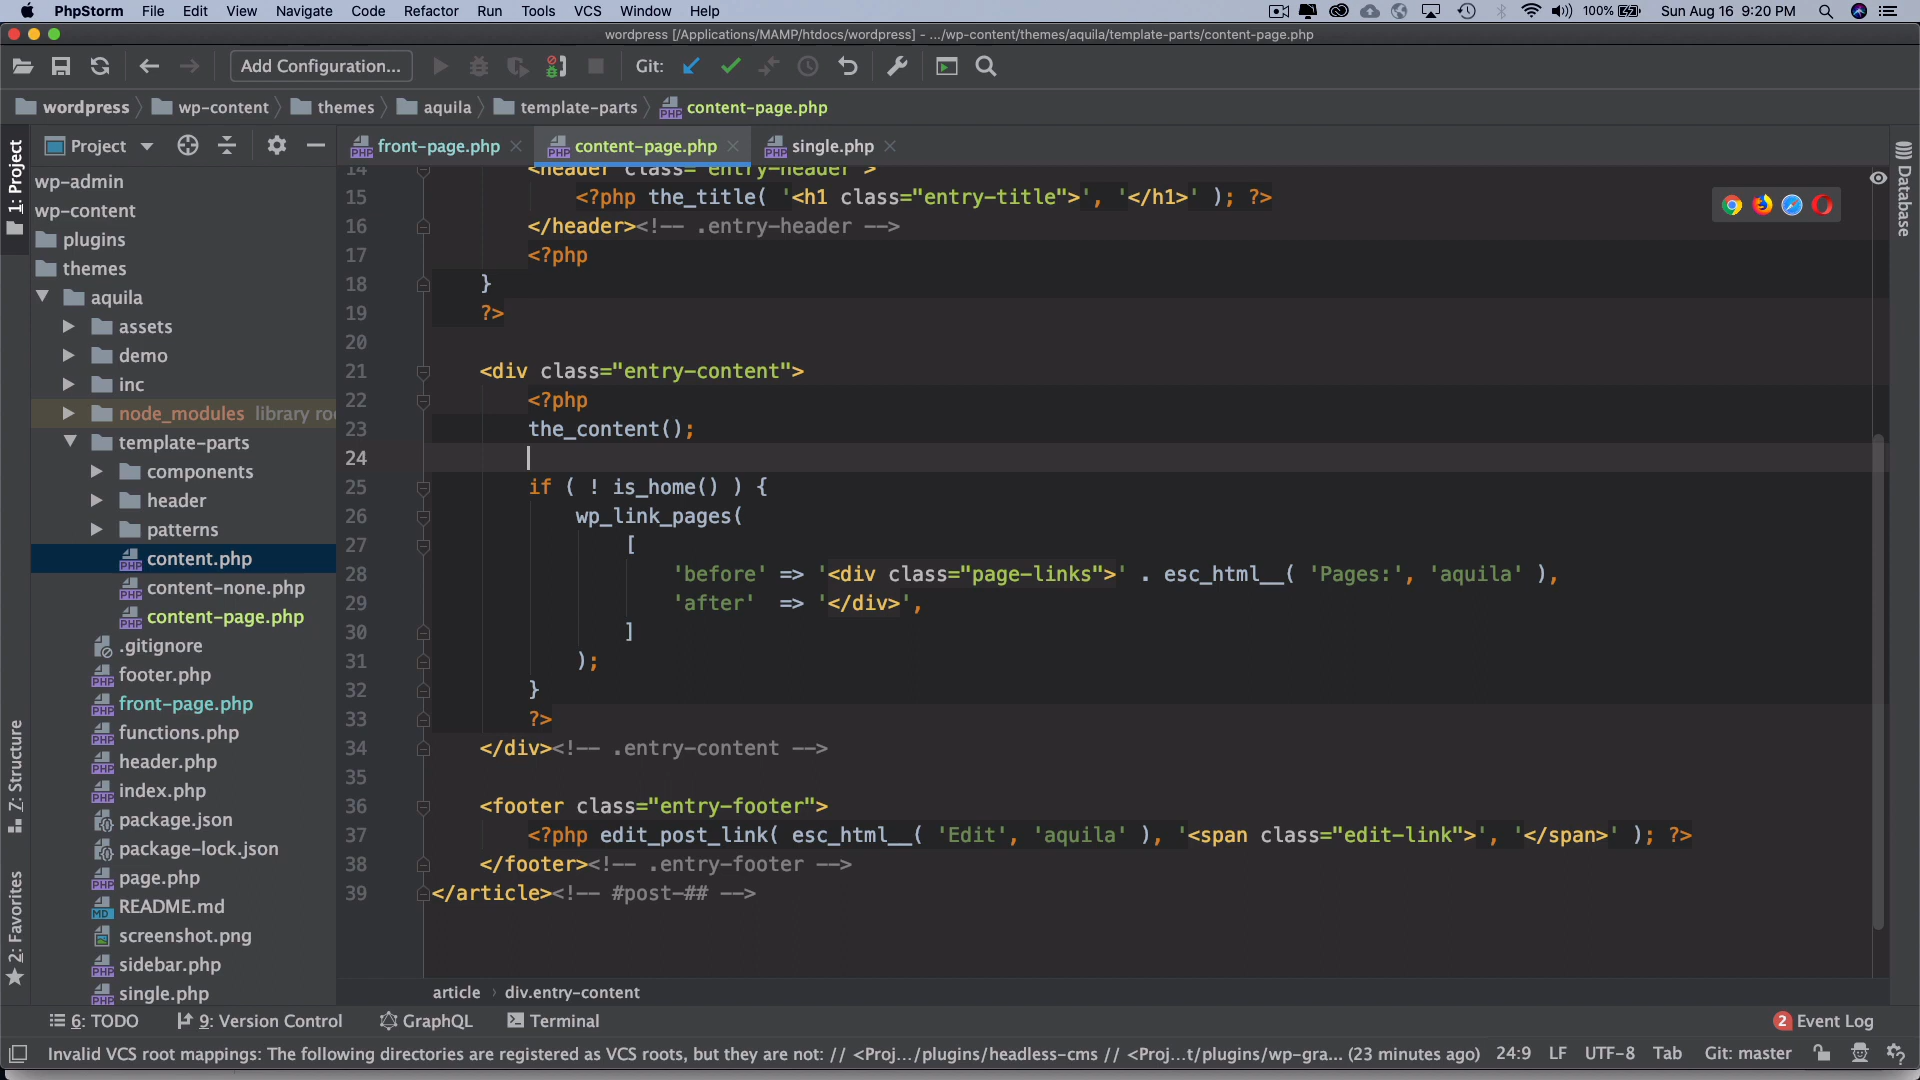 PhpStorm File Edit View Navigate Code Refactor Run Tools VCS Window Help 100% Sun Aug 16 9:20 PM
wordpress [/Applications/MAMP/htdocs/wordpress] - .../wp-content/themes/aquila/template-parts/content-page.php
Add Configuration... Git:
wordpress wp-content themes aquila template-parts content-page.php
Project front-page.php content-page.php single.php
1: Project
Database
wp-admin
wp-content
plugins
themes
aquila
assets
demo
inc
node_modules library roo
template-parts
components
header
patterns
content.php
content-none.php
content-page.php
.gitignore
footer.php
front-page.php
functions.php
header.php
index.php
package.json
package-lock.json
page.php
README.md
screenshot.png
sidebar.php
single.php
7: Structure
2: Favorites
14 <header class="entry-header">
15 <?php the_title( '<h1 class="entry-title">', '</h1>' ); ?>
16 </header><!-- .entry-header -->
17 <?php
18 }
19 ?>
20
21 <div class="entry-content">
22 <?php
23 the_content();
24
25 if ( ! is_home() ) {
26 wp_link_pages(
27 [
28 'before' => '<div class="page-links">' . esc_html__( 'Pages:', 'aquila' ),
29 'after'  => '</div>',
30 ]
31 );
32 }
33 ?>
34 </div><!-- .entry-content -->
35
36 <footer class="entry-footer">
37 <?php edit_post_link( esc_html__( 'Edit', 'aquila' ), '<span class="edit-link">', '</span>' ); ?>
38 </footer><!-- .entry-footer -->
39 </article><!-- #post-## -->
article › div.entry-content
6: TODO 9: Version Control GraphQL Terminal 2 Event Log
Invalid VCS root mappings: The following directories are registered as VCS roots, but they are not: // <Proj.../plugins/headless-cms // <Proj...t/plugins/wp-gra... (23 minutes ago) 24:9 LF UTF-8 Tab Git: master